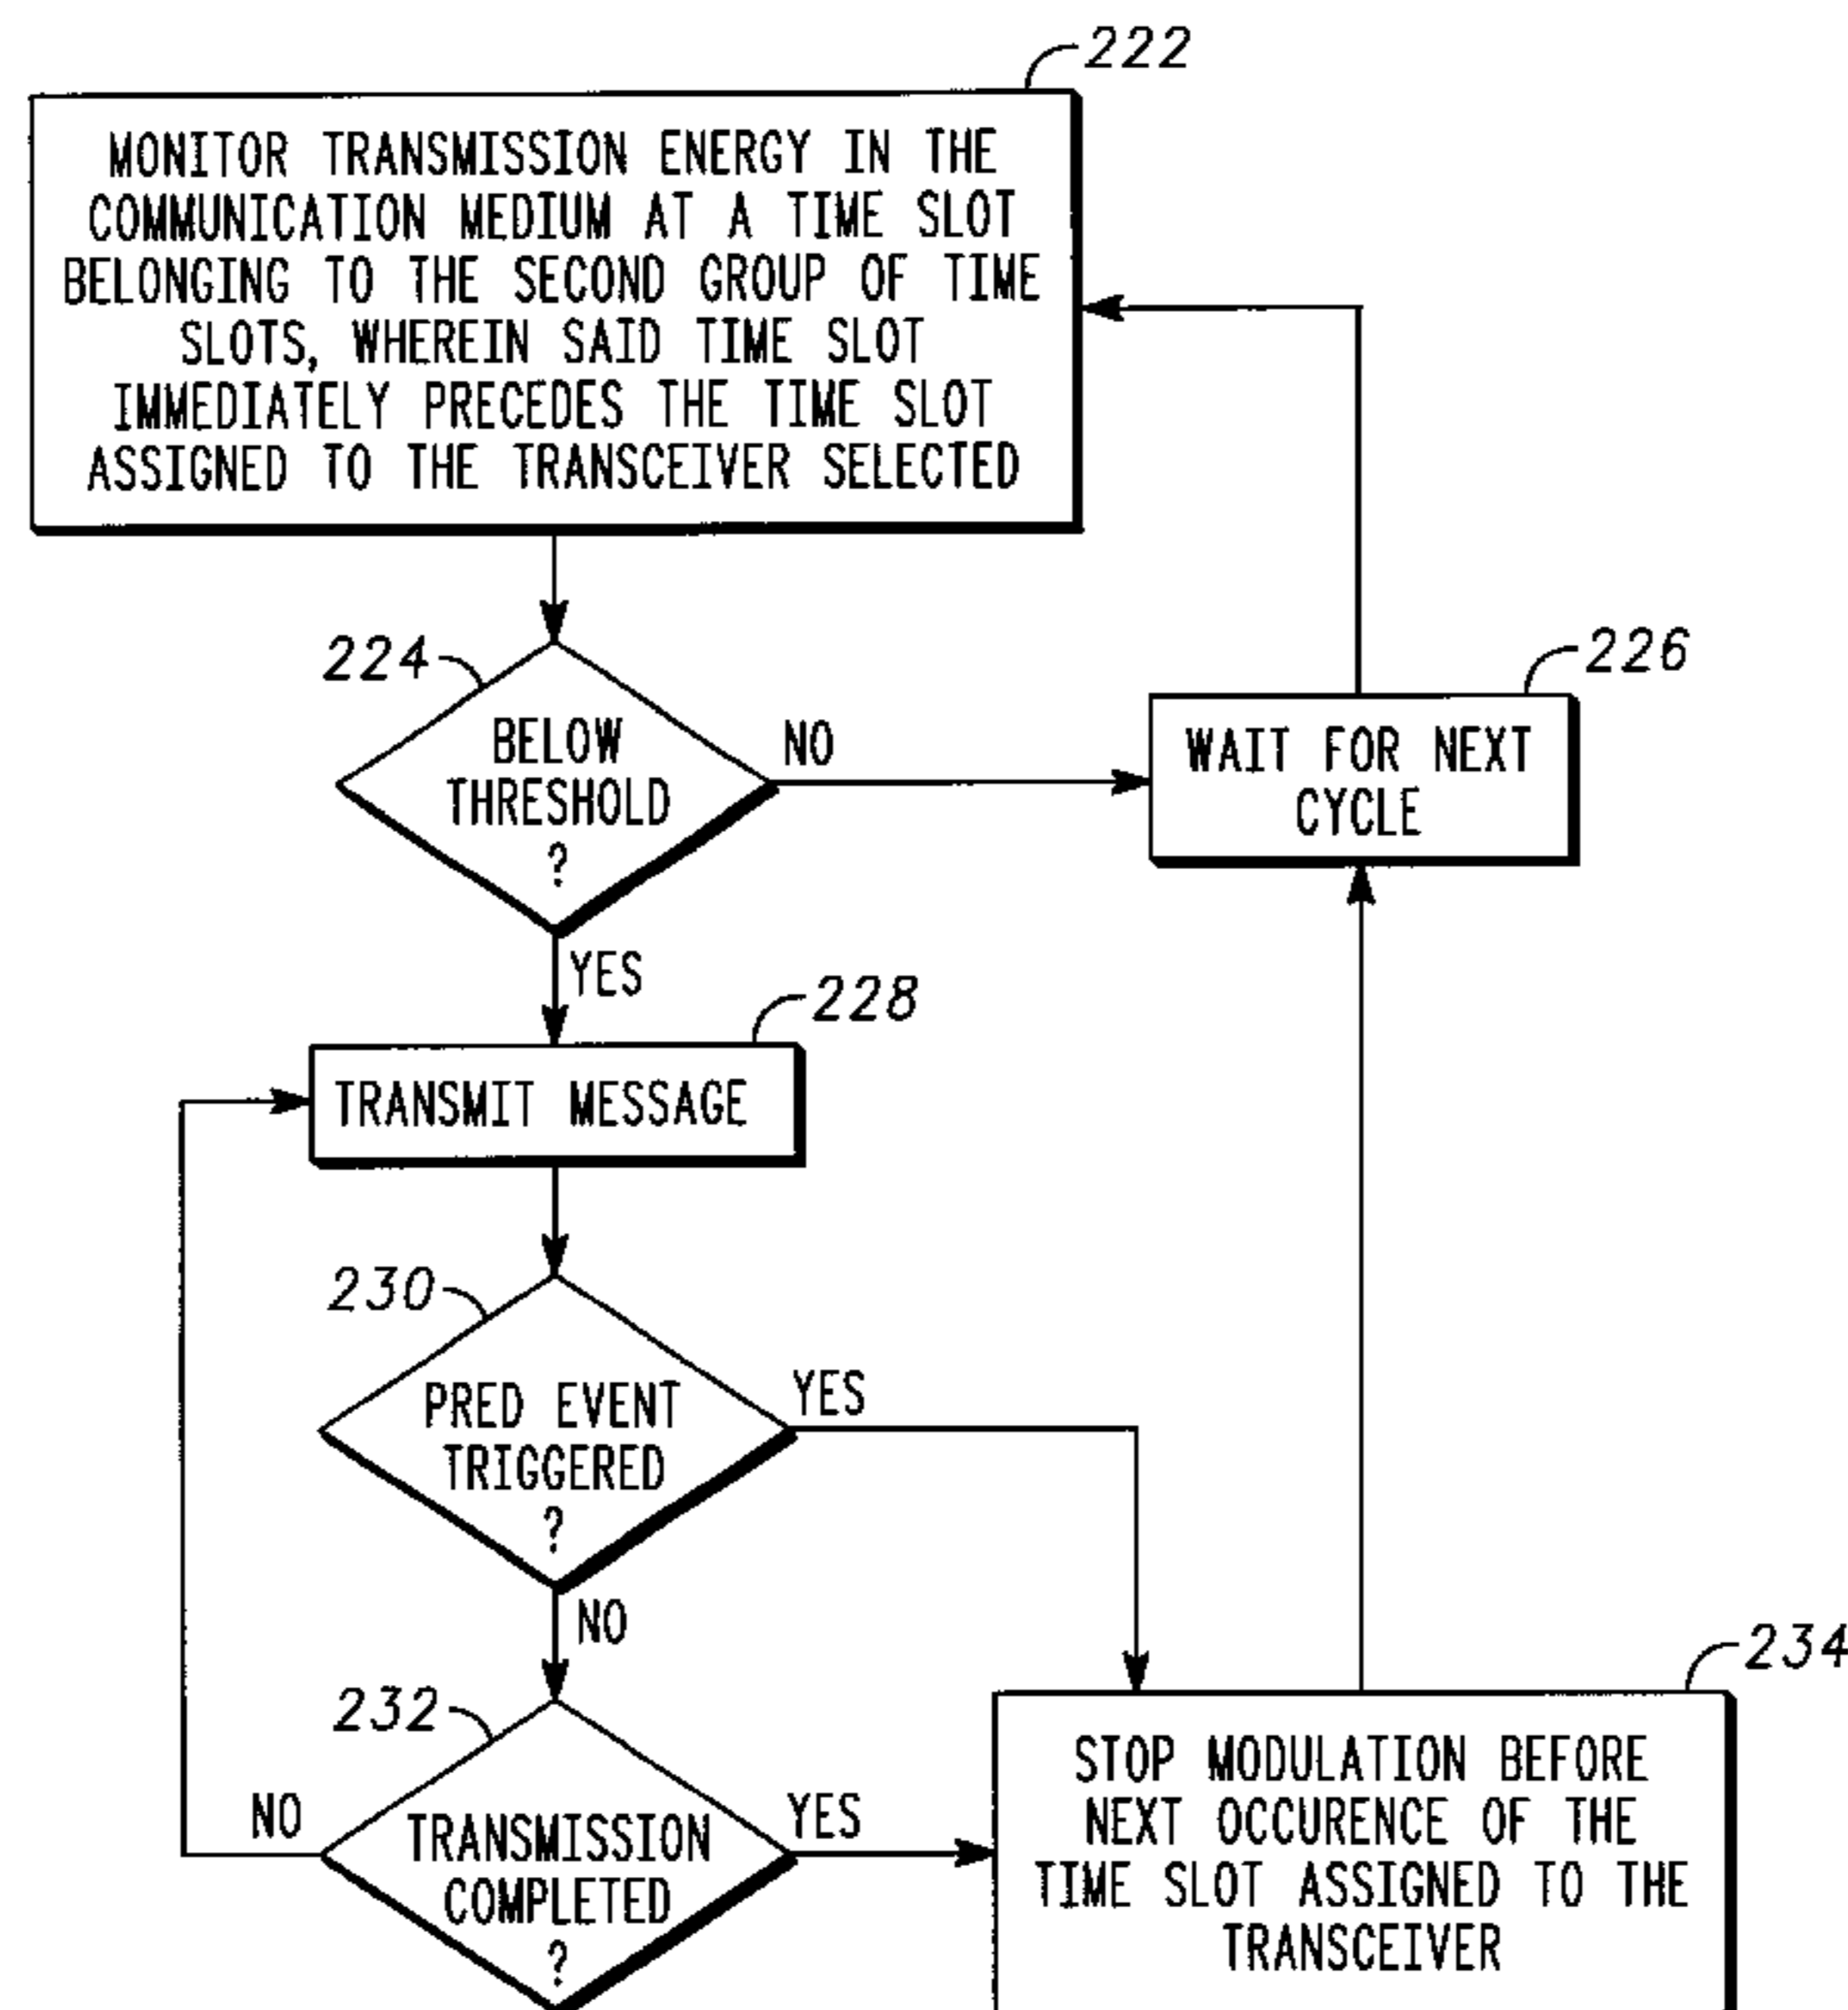 222
MONITOR TRANSMISSION ENERGY IN THE
COMMUNICATION MEDIUM AT A TIME SLOT
BELONGING TO THE SECOND GROUP OF TIME
SLOTS, WHEREIN SAID TIME SLOT
IMMEDIATELY PRECEDES THE TIME SLOT
ASSIGNED TO THE TRANSCEIVER SELECTED
224
BELOW
THRESHOLD
?
NO
226
WAIT FOR NEXT
CYCLE
YES
228
TRANSMIT MESSAGE
230
PRED EVENT
TRIGGERED
?
YES
NO
232
TRANSMISSION
COMPLETED
?
NO
YES
234
STOP MODULATION BEFORE
NEXT OCCURENCE OF THE
TIME SLOT ASSIGNED TO THE
TRANSCEIVER